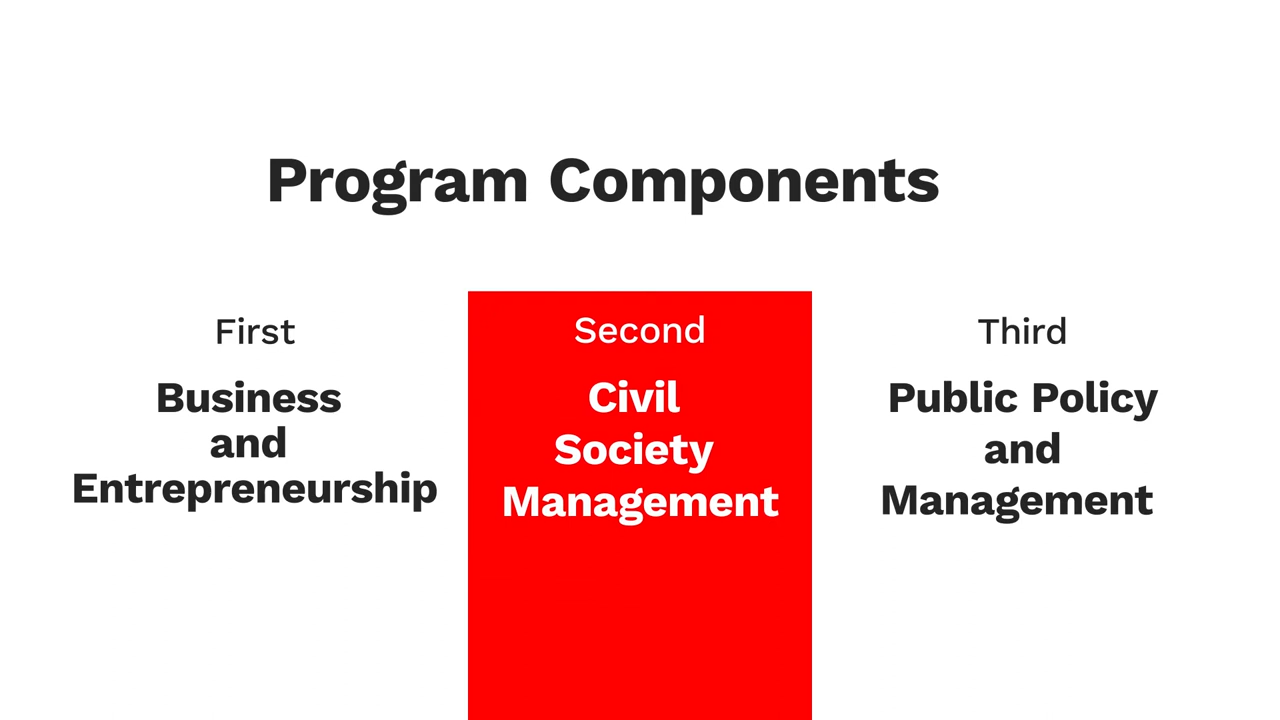 Program Components
First
Business
and
Entrepreneurship
Second
Civil
Society
Management
Third
Public Policy
and
Management